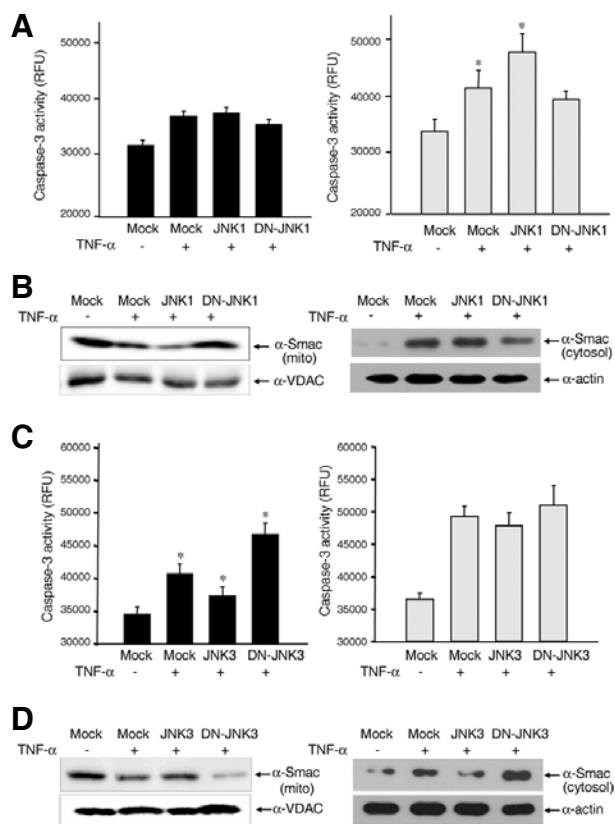 A
Caspase-3 activity (RFU)
50000
40000
30000
20000
Mock Mock JNK1 DN-JNK1
TNF-α - + + +
Caspase-3 activity (RFU)
50000
40000
30000
20000
* *
Mock Mock JNK1 DN-JNK1
TNF-α - + + +
B
Mock Mock JNK1 DN-JNK1
TNF-α - + + +
α-Smac
(mito)
α-VDAC
Mock Mock JNK1 DN-JNK1
TNF-α - + + +
α-Smac
(cytosol)
α-actin
C
Caspase-3 activity (RFU)
60000
55000
50000
45000
40000
35000
30000
* * *
Mock Mock JNK3 DN-JNK3
TNF-α - + + +
Caspase-3 activity (RFU)
60000
55000
50000
45000
40000
35000
30000
Mock Mock JNK3 DN-JNK3
TNF-α - + + +
D
Mock Mock JNK3 DN-JNK3
TNF-α - + + +
α-Smac
(mito)
α-VDAC
Mock Mock JNK3 DN-JNK3
TNF-α - + + +
α-Smac
(cytosol)
α-actin